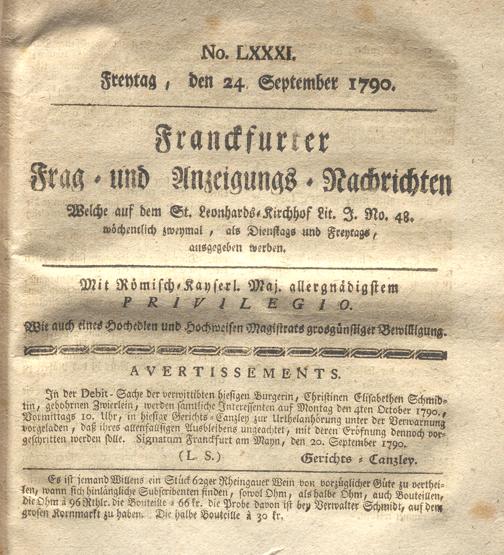 No. LXXXI.
Freytag, den 24. September 1790.
Franckfurter
Frag- und Anzeigungs-Nachrichten
Welche auf dem St. Leonhards-Kirchhof Lit. J. No. 48.
wöchentlich zweymal, als Dienstags und Freytags,
ausgegeben werden.
Mit Römisch-Kayserl. Maj. allergnädigstem
PRIVILEGIO.
Wie auch eines Hochedlen und Hochweisen Magistrats grosgünstiger Bewilligung.
AVERTISSEMENTS.
In der Debit-Sache der verwittibten hiesigen Burgerin, Christinen Elisabethen Schmid-
tin, gebohrnen Zwierlein, werden sämtliche Interessenten auf Montag den 4ten October 1790.,
Vormittags 10. Uhr, in hiesige Gerichts-Canzley zur Urthelanhörung unter der Verwarnung
vorgeladen, daß ihres allenfalsigen Ausbleibens ungeachtet, mit deren Eröfnung dennoch vor-
geschritten werden solle. Signatum Franckfurt am Mayn, den 20. September 1790.
(L. S.) Gerichts-Canzley.
Es ist jemand Willens ein Stück 62ger Rheingauer Wein von vorzüglicher Güte zu verthei-
len, wann sich hinlängliche Subscribenten finden, sowol Ohm, als halbe Ohm, auch Bouteillen,
die Ohm à 96 Rthlr. die Bouteille à 66 kr. die Probe davon ist bey Verwalter Schmidt, auf dem
grosen Kornmarkt zu haben. Die halbe Bouteille à 30 kr.